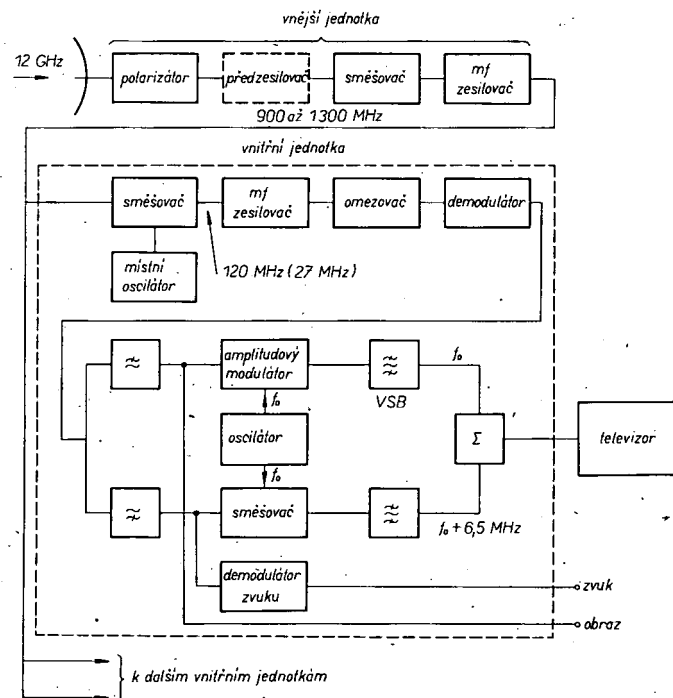 vnější jednotka
12 GHz
polarizátor
předzesilovač
směšovač
mf
zesilovač
900 až 1300 MHz
vnitřní jednotka
směšovač
mf
zesilovač
omezovač
demodulátor
místní
oscilátor
120 MHz (27 MHz)
amplitudový
modulátor
f₀
VSB
f₀
oscilátor
Σ
televizor
f₀
směšovač
f₀ + 6,5 MHz
demodulátor
zvuku
zvuk
obraz
k dalším vnitřním jednotkám